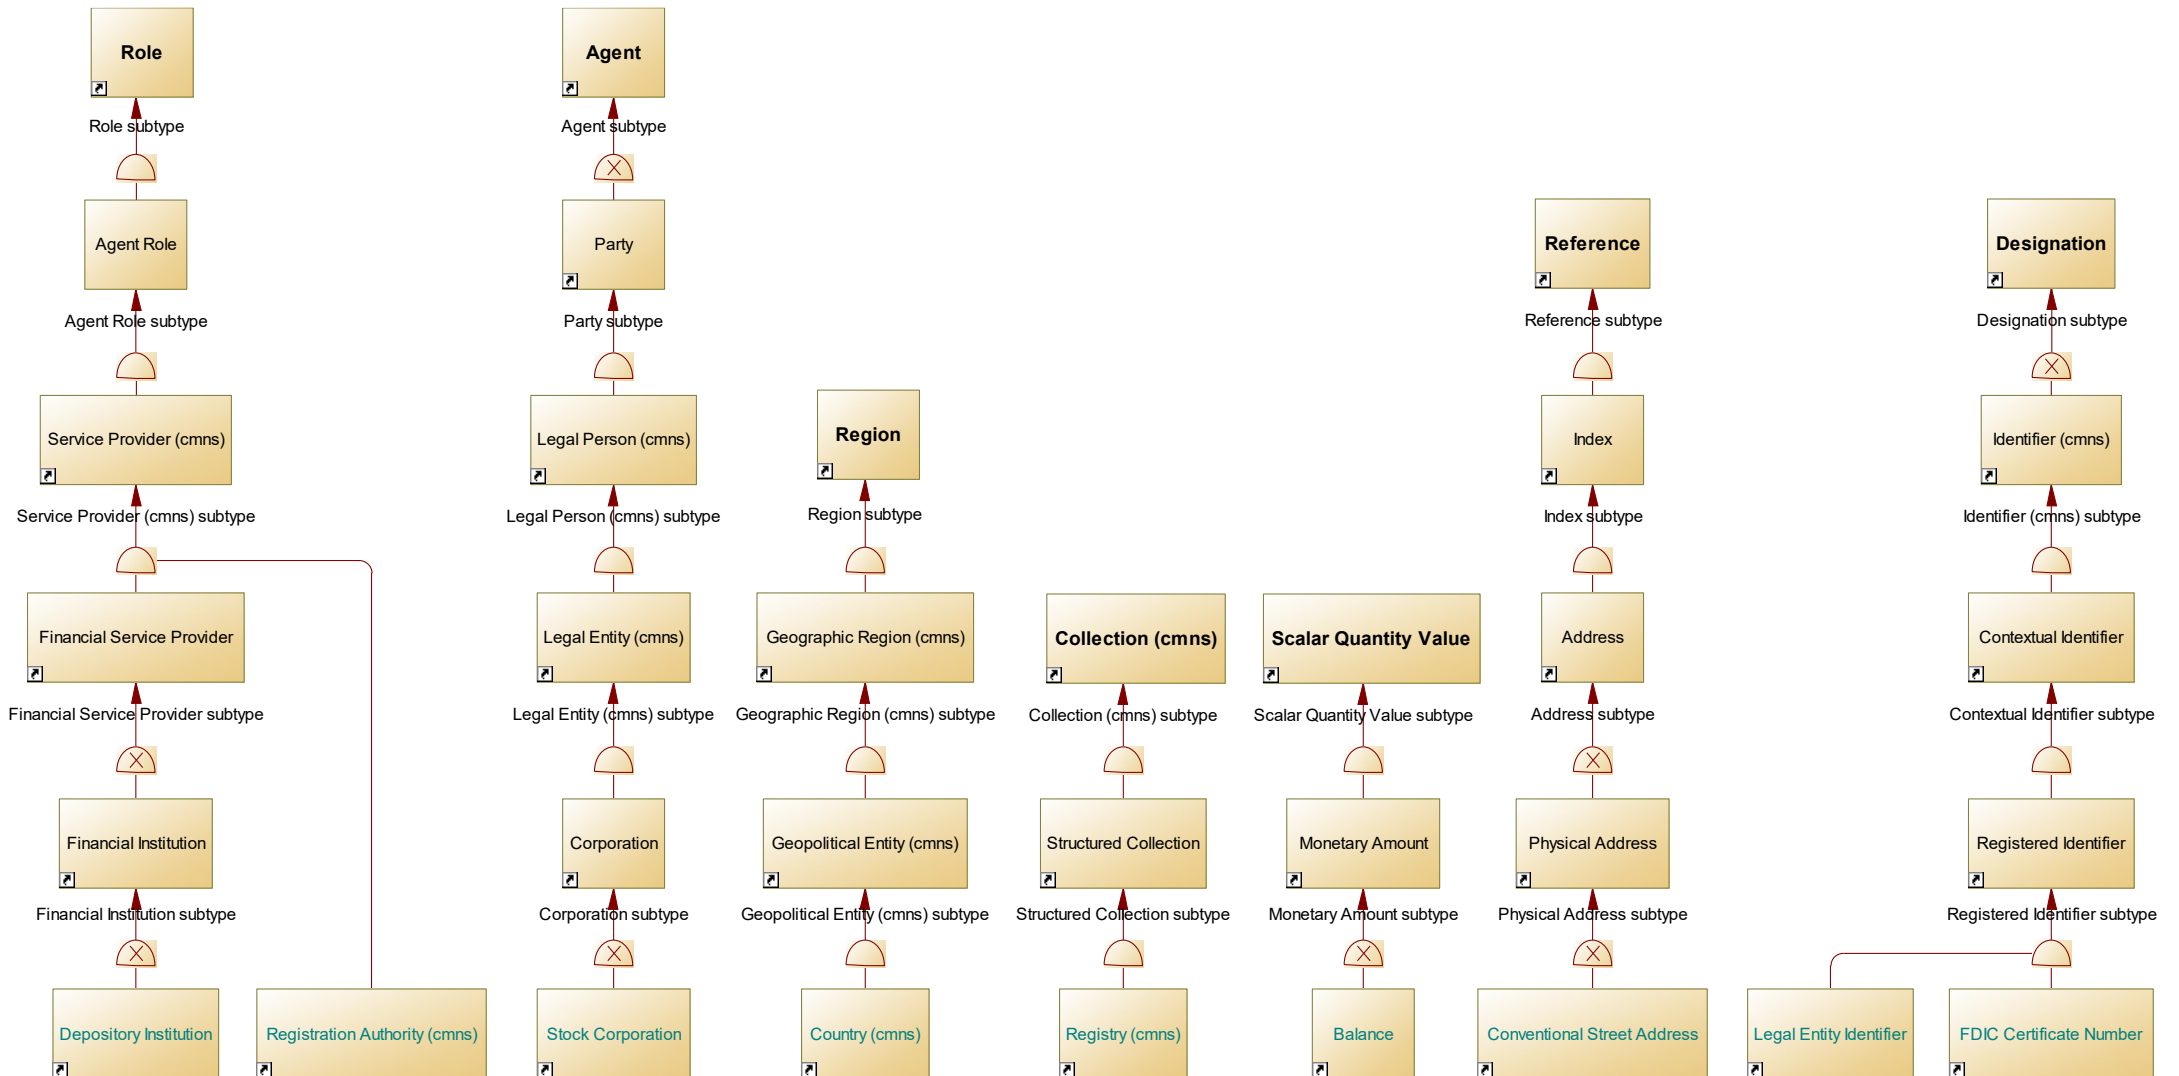 Role
Agent
Role subtype
Agent subtype
Agent Role
Party
Reference
Designation
Agent Role subtype
Party subtype
Reference subtype
Designation subtype
Service Provider (cmns)
Legal Person (cmns)
Region
Index
Identifier (cmns)
Service Provider (cmns) subtype
Legal Person (cmns) subtype
Region subtype
Index subtype
Identifier (cmns) subtype
Financial Service Provider
Legal Entity (cmns)
Geographic Region (cmns)
Collection (cmns)
Scalar Quantity Value
Address
Contextual Identifier
Financial Service Provider subtype
Legal Entity (cmns) subtype
Geographic Region (cmns) subtype
Collection (cmns) subtype
Scalar Quantity Value subtype
Address subtype
Contextual Identifier subtype
Financial Institution
Corporation
Geopolitical Entity (cmns)
Structured Collection
Monetary Amount
Physical Address
Registered Identifier
Financial Institution subtype
Corporation subtype
Geopolitical Entity (cmns) subtype
Structured Collection subtype
Monetary Amount subtype
Physical Address subtype
Registered Identifier subtype
Depository Institution
Registration Authority (cmns)
Stock Corporation
Country (cmns)
Registry (cmns)
Balance
Conventional Street Address
Legal Entity Identifier
FDIC Certificate Number